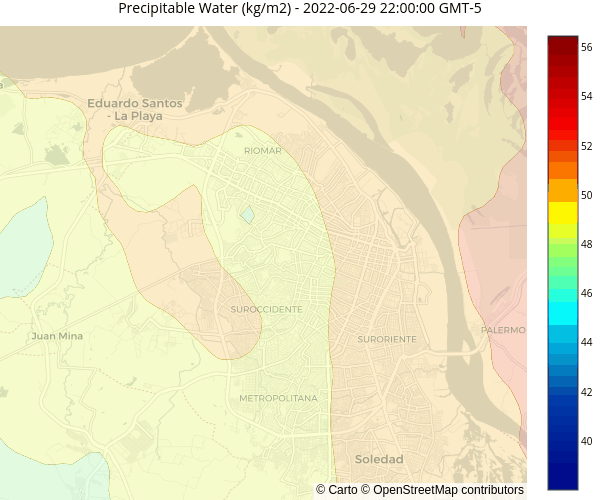 Precipitable Water (kg/m2) - 2022-06-29 22:00:00 GMT-5
56
54
52
50
48
46
44
42
40
a
Eduardo Santos
- La Playa
RIOMAR
SUROCCIDENTE
PALERMO
Juan Mina
SURORIENTE
METROPOLITANA
Soledad
© Carto © OpenStreetMap contributors